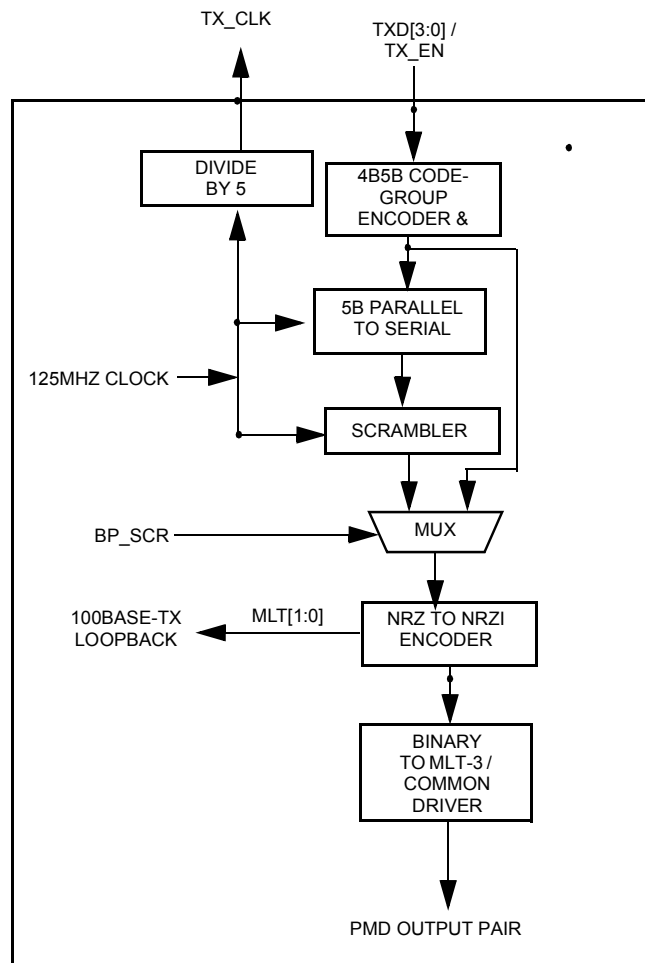 TX_CLK
TXD[3:0] /
TX_EN
DIVIDE
BY 5
4B5B CODE-
GROUP
ENCODER &
5B PARALLEL
TO SERIAL
125MHZ CLOCK
SCRAMBLER
BP_SCR
MUX
100BASE-TX
LOOPBACK
MLT[1:0]
NRZ TO NRZI
ENCODER
BINARY
TO MLT-3 /
COMMON
DRIVER
PMD OUTPUT PAIR